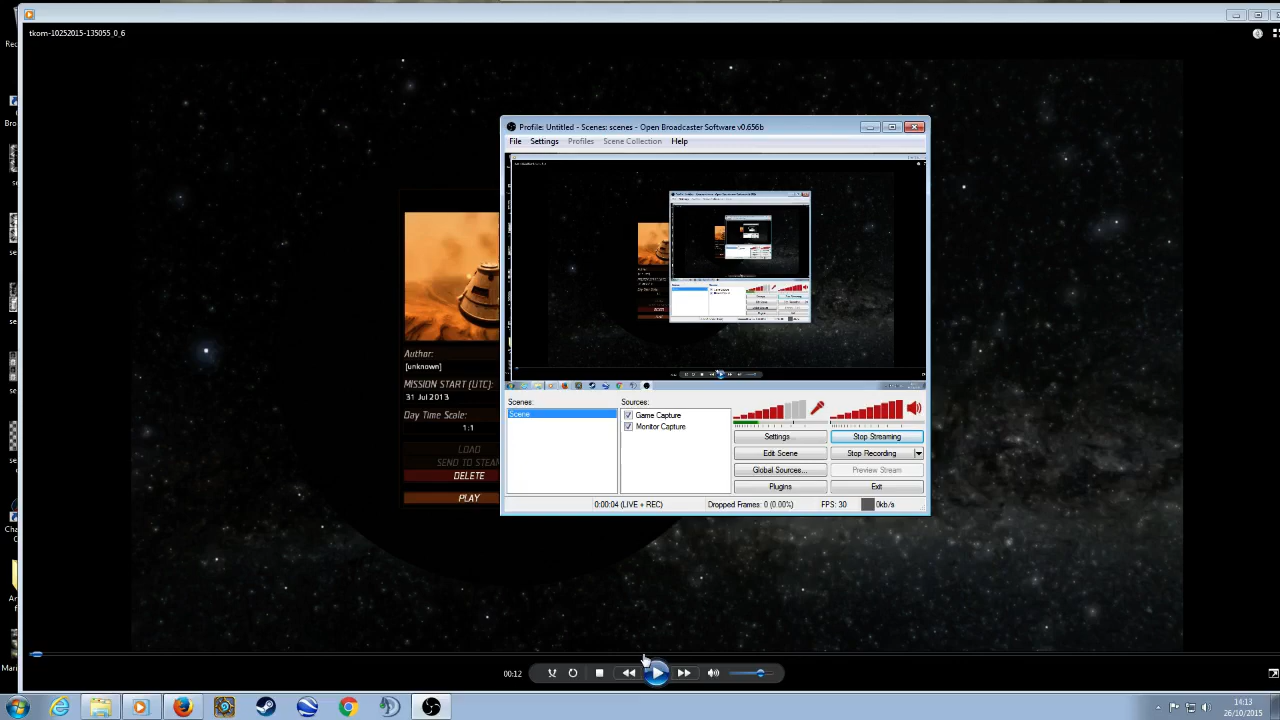 tkom-10252015-135055_0_6
Profile: Untitled - Scenes: scenes - Open Broadcaster Software v0.656b
File Settings Profiles Scene Collection Help
Author:
[unknown]
MISSION START (UTC):
31 Jul 2013
Day Time Scale:
1:1
LOAD
SEND TO STEA
DELETE
PLAY
Scenes:
Scene
Sources:
Game Capture
Monitor Capture
Settings...
Stop Streaming
Edit Scene
Stop Recording
Global Sources...
Preview Stream
Plugins
Exit
0:00:04 (LIVE + REC)
Dropped Frames: 0 (0.00%)
FPS: 30
0kb/s
00:12
14:13
26/10/2015